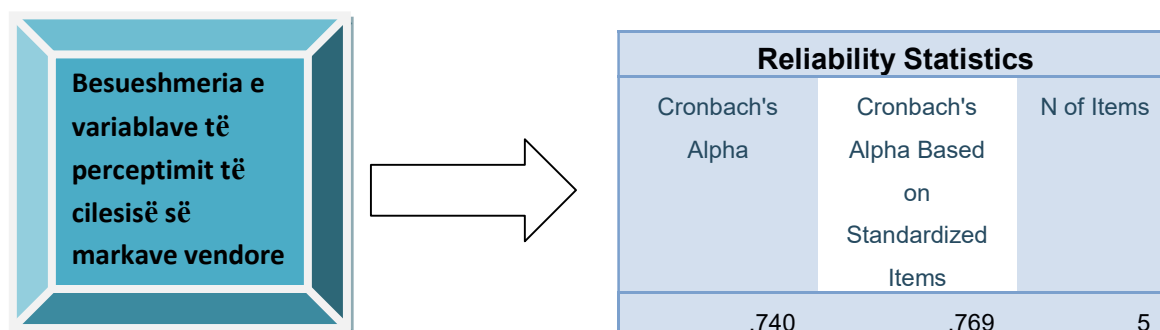 Besueshmeria e
variablave të
perceptimit të
cilesisë së
markave vendore
Reliability Statistics
Cronbach's
Alpha
Cronbach's
Alpha Based
on
Standardized
Items
N of Items
.740 .769 5